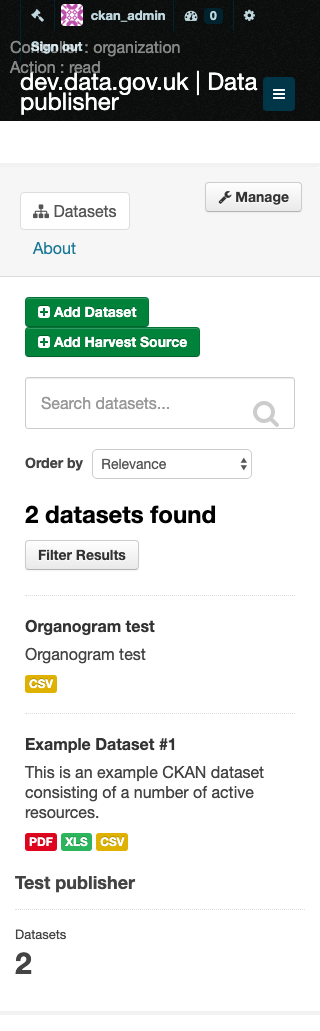 ckan_admin 0
Controller : organization
Sign out
Action : read
dev.data.gov.uk | Data
publisher
Manage
Datasets
About
Add Dataset
Add Harvest Source
Search datasets...
Order by Relevance
2 datasets found
Filter Results
Organogram test
Organogram test
CSV
Example Dataset #1
This is an example CKAN dataset
consisting of a number of active
resources.
PDF XLS CSV
Test publisher
Datasets
2